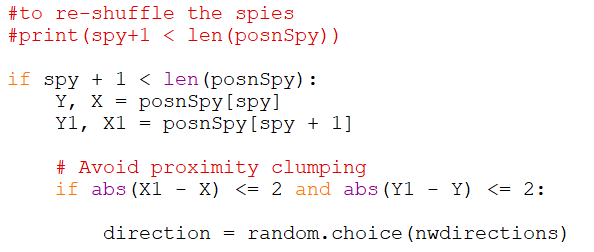 #to re-shuffle the spies
#print(spy+1 < len(posnSpy))
if spy + 1 < len(posnSpy):
Y, X = posnSpy[spy]
Y1, X1 = posnSpy[spy + 1]
# Avoid proximity clumping
if abs(X1 - X) <= 2 and abs(Y1 - Y) <= 2:
direction = random.choice(nwdirections)